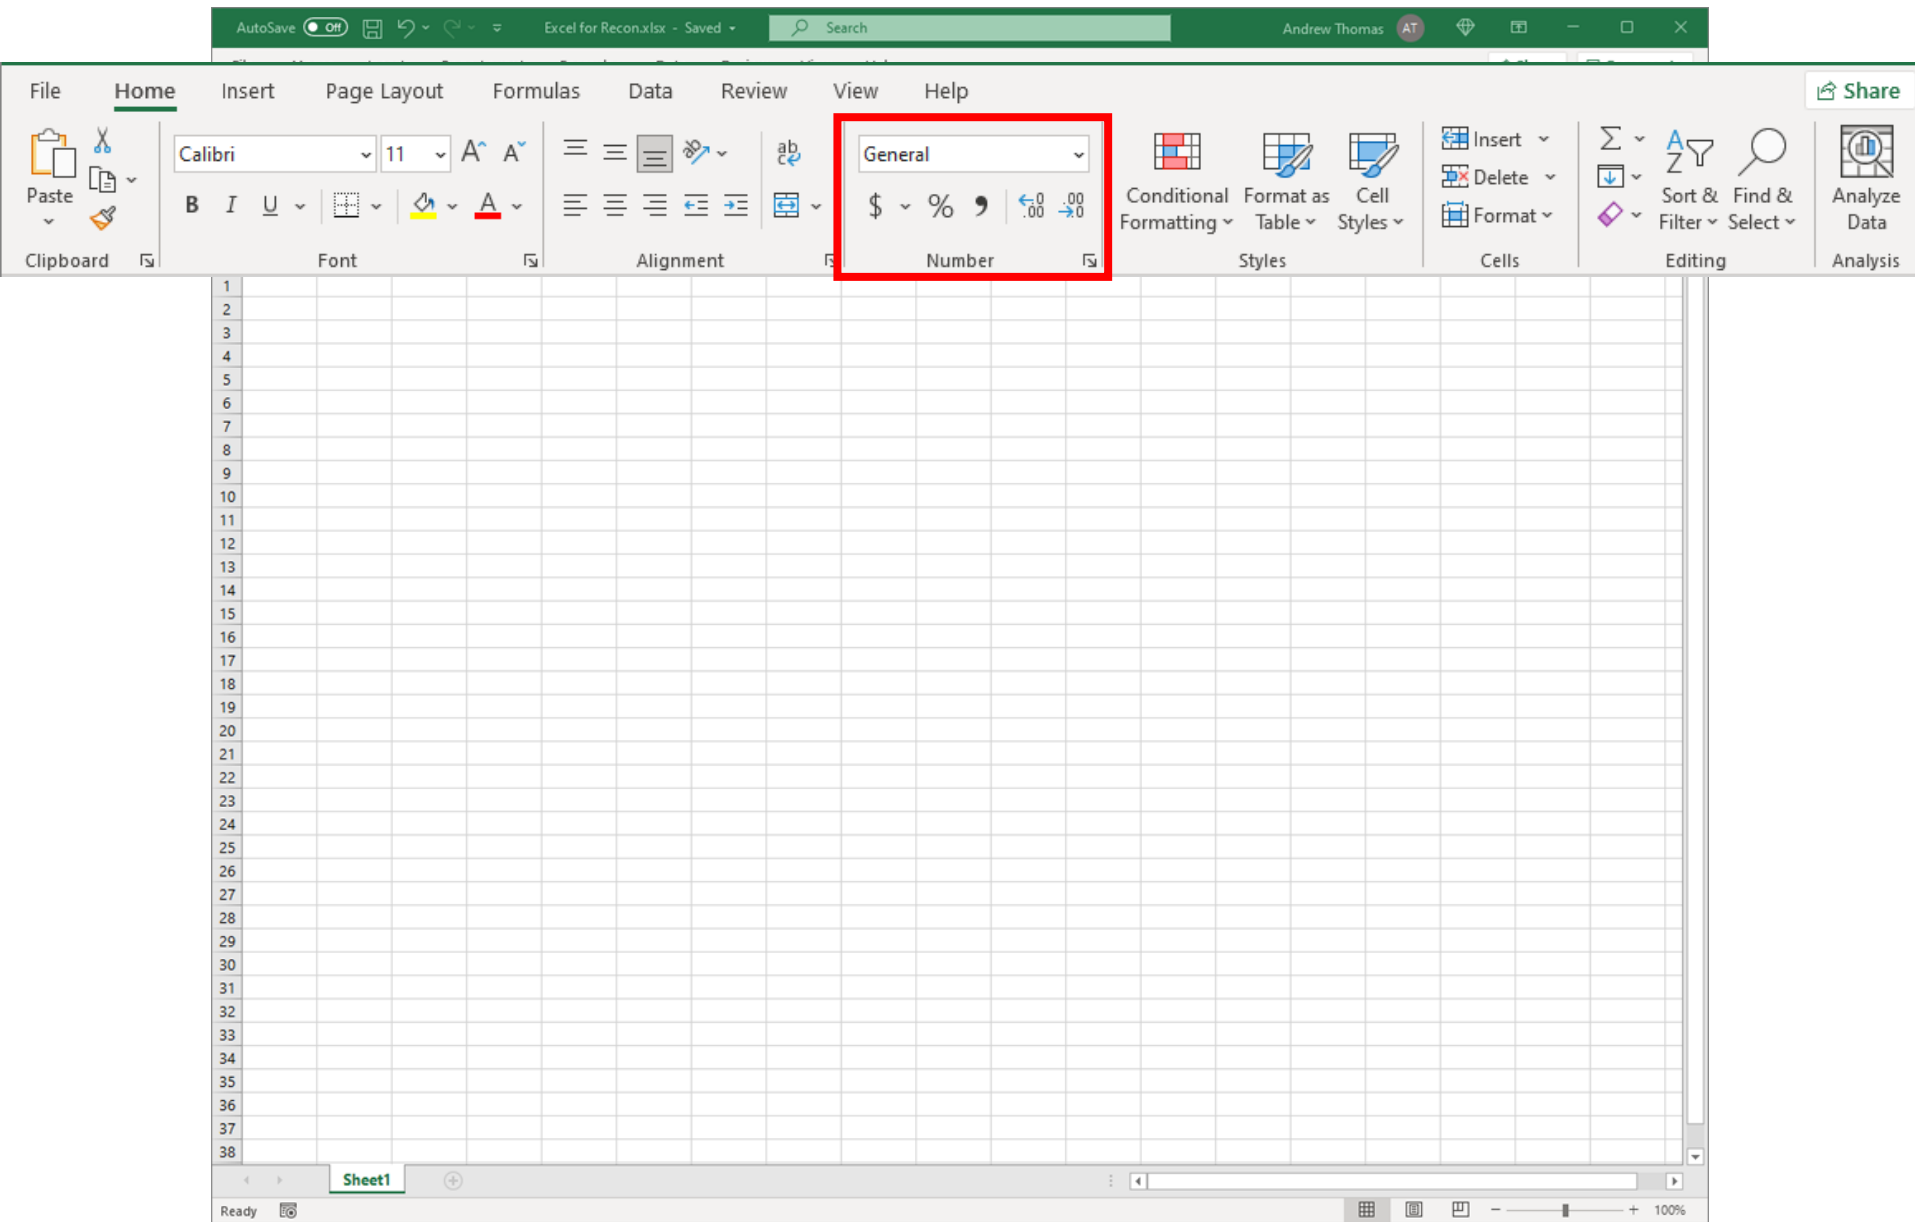 AutoSave Off Excel for Recon.xlsx - Saved Search Andrew Thomas AT
File Home Insert Page Layout Formulas Data Review View Help Share
Calibri 11 ab c General
Paste B I U A $ % , .00 .00
Conditional Formatting Format as Table Cell Styles
Insert
Delete
Format
Σ A Z
Sort & Filter Find & Select Analyze Data
Clipboard Font Alignment Number Styles Cells Editing Analysis
1
2
3
4
5
6
7
8
9
10
11
12
13
14
15
16
17
18
19
20
21
22
23
24
25
26
27
28
29
30
31
32
33
34
35
36
37
38
Sheet1
Ready 100%